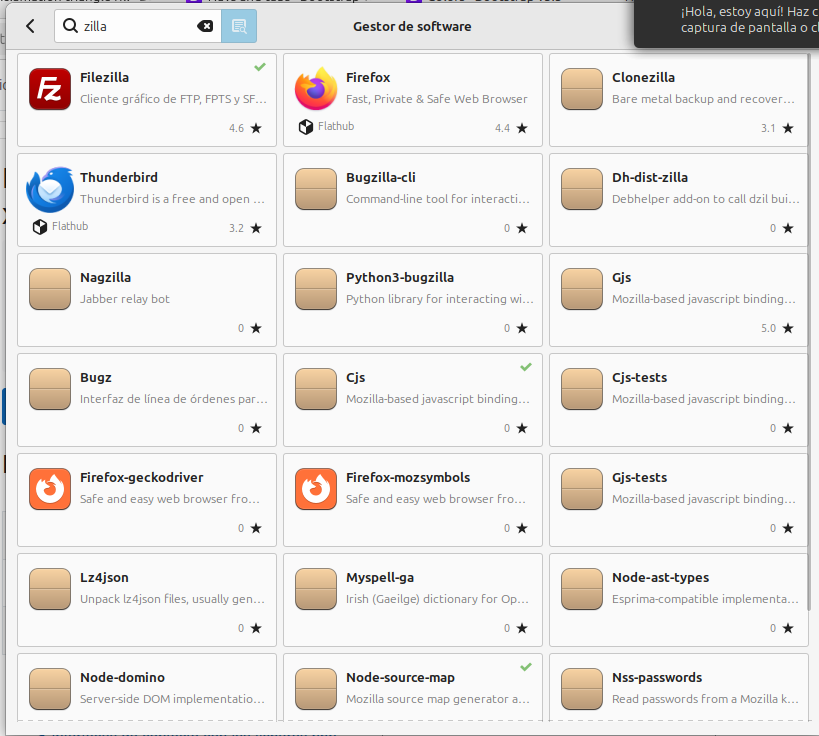 zilla
Gestor de software
¡Hola, estoy aquí! Haz c
captura de pantalla o cl
Filezilla
Cliente gráfico de FTP, FPTS y SF...
4.6
Firefox
Fast, Private & Safe Web Browser
Flathub
4.4
Clonezilla
Bare metal backup and recover...
3.1
Thunderbird
Thunderbird is a free and open ...
Flathub
3.2
Bugzilla-cli
Command-line tool for interacti...
0
Dh-dist-zilla
Debhelper add-on to call dzil bui...
0
Nagzilla
Jabber relay bot
0
Python3-bugzilla
Python library for interacting wi...
0
Gjs
Mozilla-based javascript binding...
5.0
Bugz
Interfaz de línea de órdenes par...
0
Cjs
Mozilla-based javascript binding...
0
Cjs-tests
Mozilla-based javascript binding...
0
Firefox-geckodriver
Safe and easy web browser fro...
0
Firefox-mozsymbols
Safe and easy web browser fro...
0
Gjs-tests
Mozilla-based javascript binding...
0
Lz4json
Unpack lz4json files, usually gen...
0
Myspell-ga
Irish (Gaeilge) dictionary for Op...
0
Node-ast-types
Esprima-compatible implementa...
0
Node-domino
Server-side DOM implementatio...
Node-source-map
Mozilla source map generator a...
Nss-passwords
Read passwords from a Mozilla k...